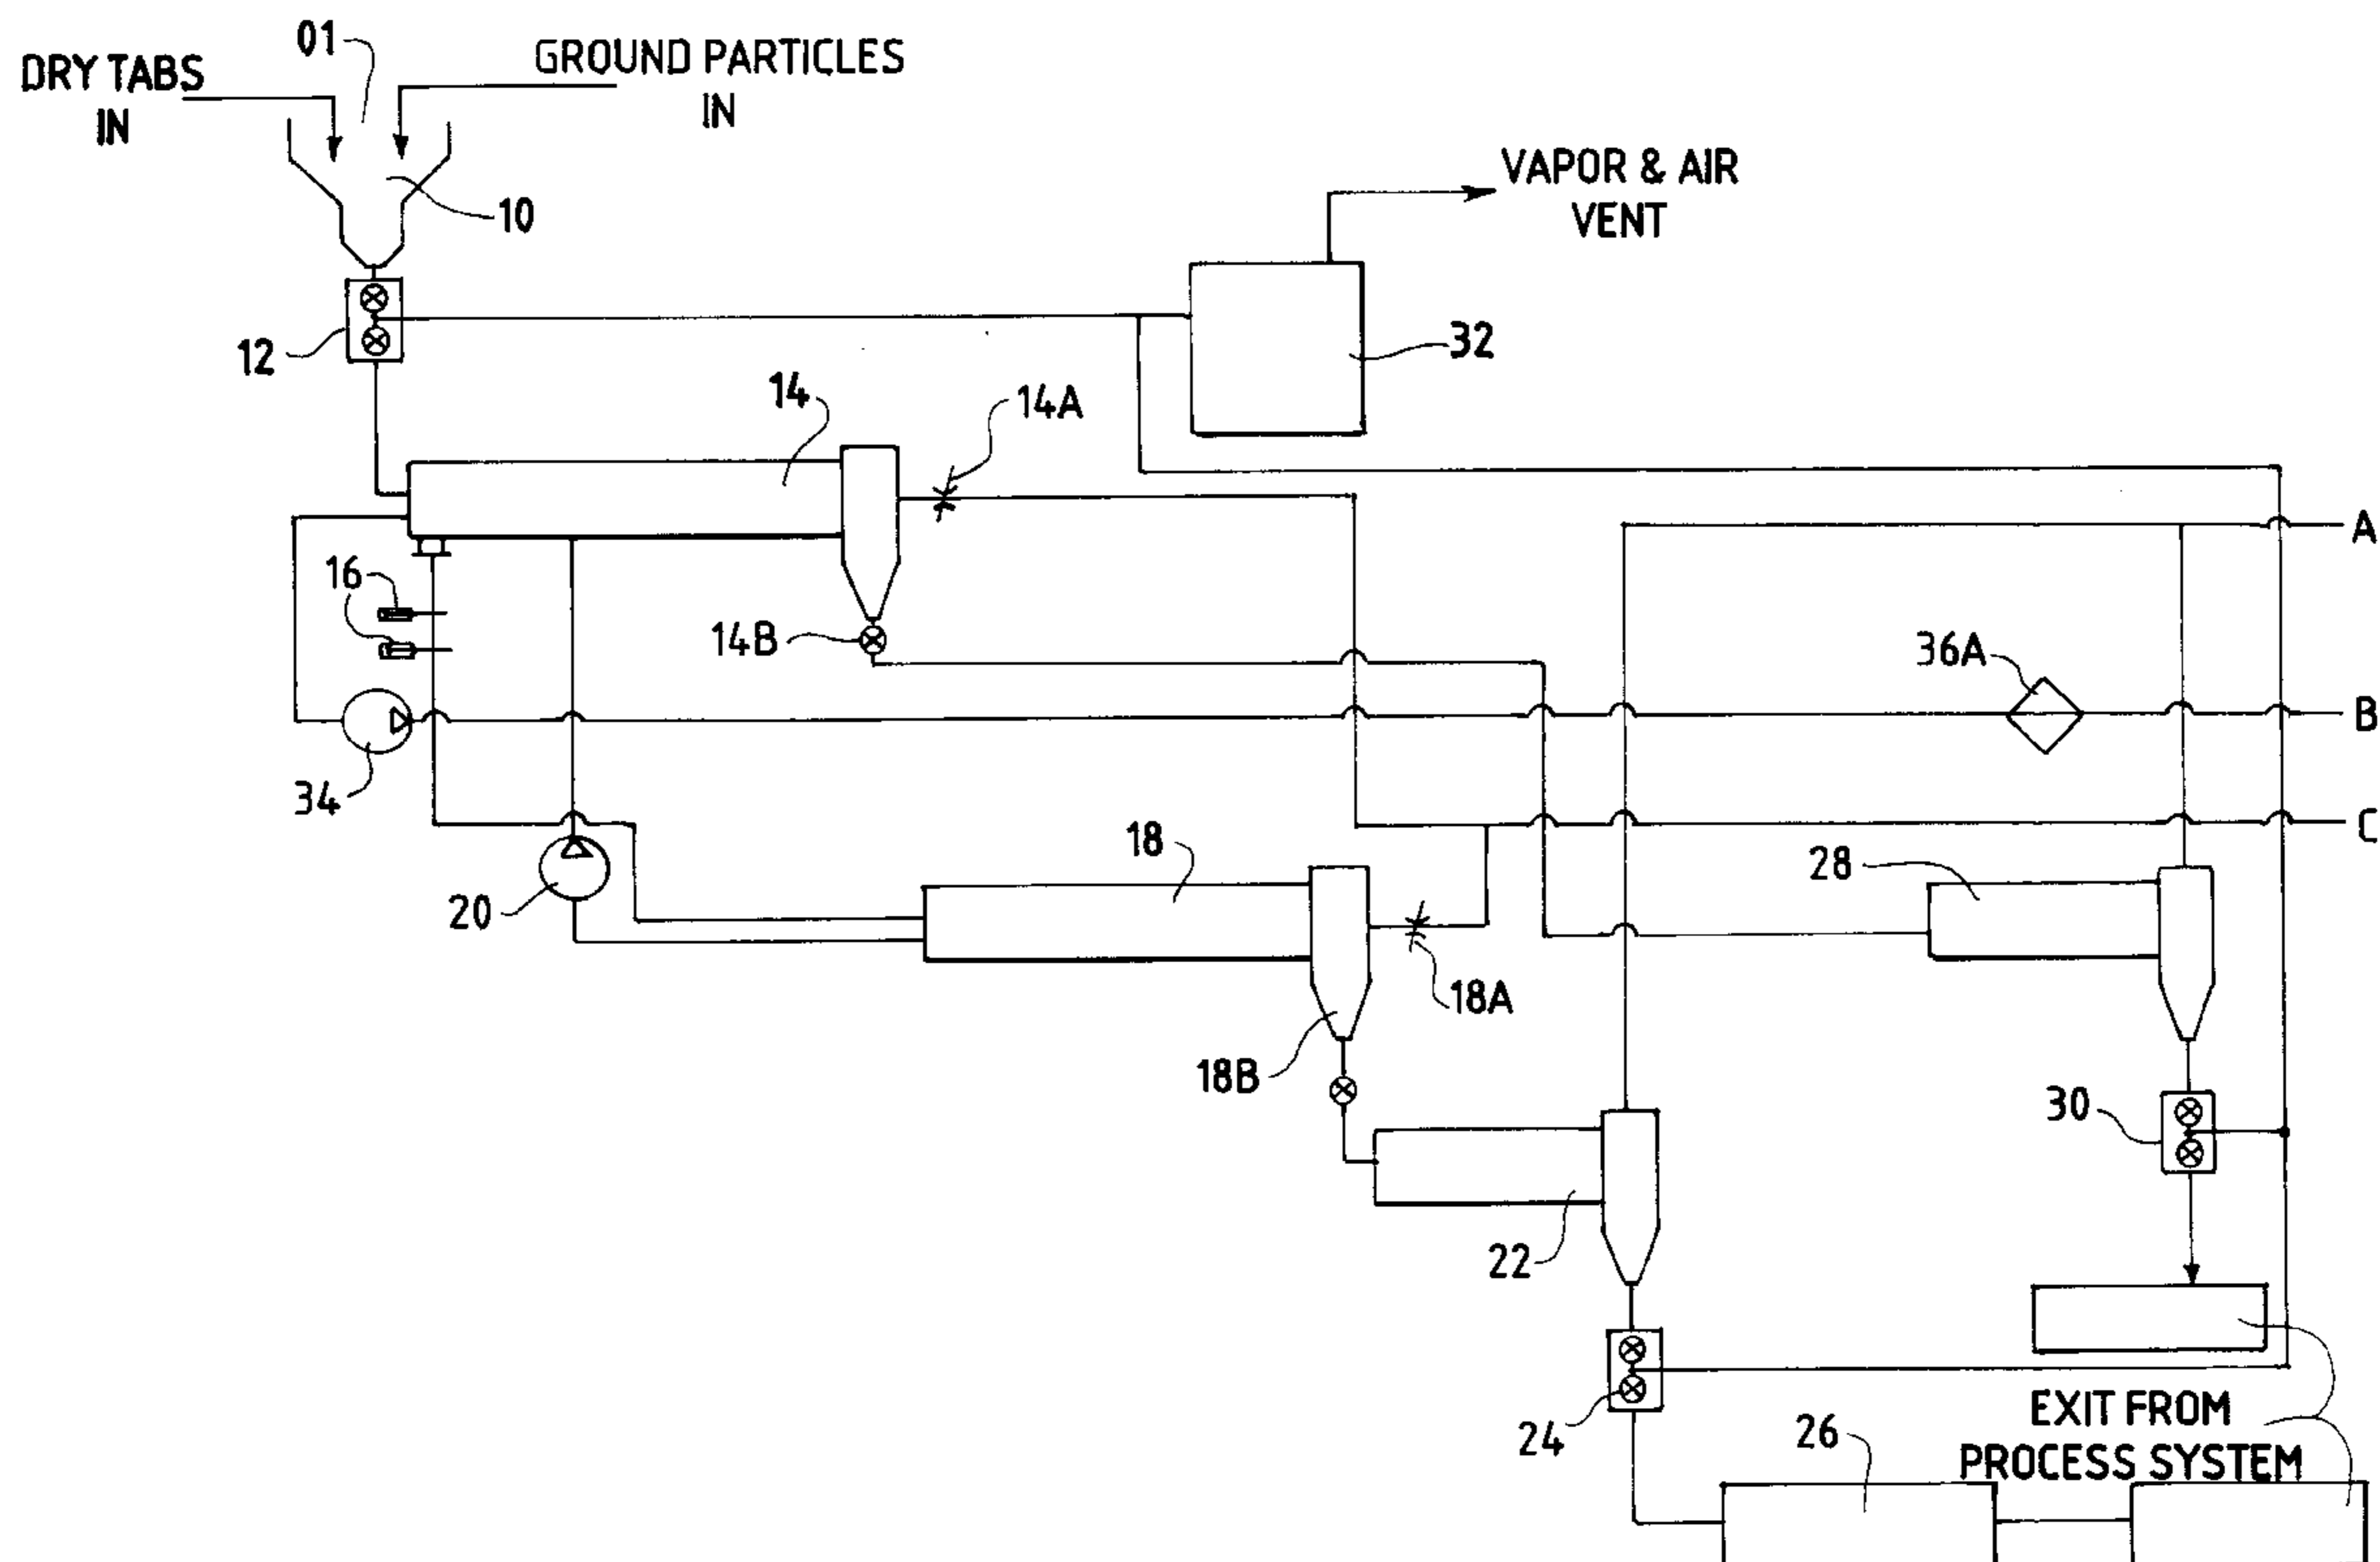 01
DRY TABS
IN
GROUND PARTICLES
IN
10
VAPOR & AIR
VENT
12
32
14
14A
16
14B
A
36A
B
34
C
18
28
20
18A
18B
30
22
24
26
EXIT FROM
PROCESS SYSTEM